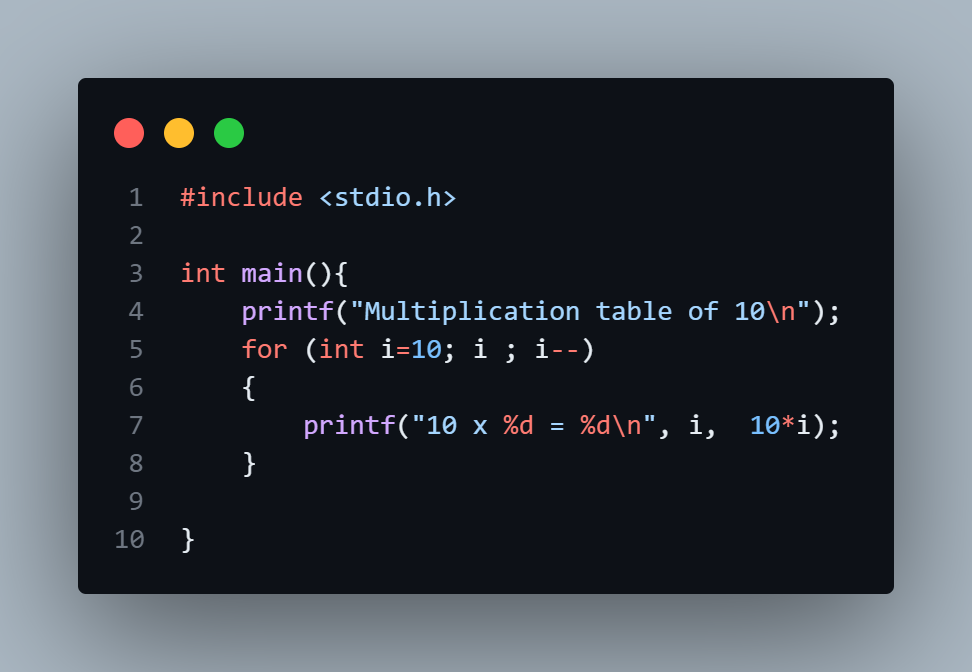 1 #include <stdio.h>
2
3 int main(){
4     printf("Multiplication table of 10\n");
5     for (int i=10; i ; i--)
6     {
7         printf("10 x %d = %d\n", i,  10*i);
8     }
9
10 }